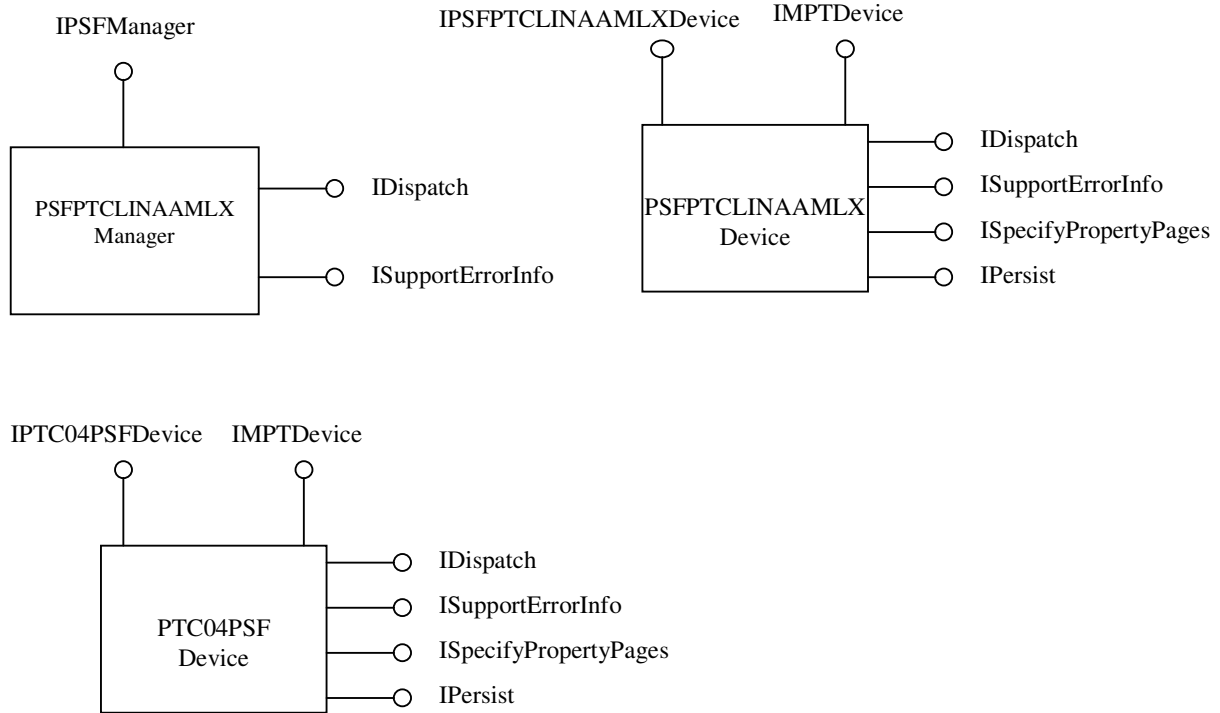 IPSFManager
PSFPTCLINAAMLX
Manager
IDispatch
ISupportErrorInfo
IPSFPTCLINAAMLXDevice
IMPTDevice
PSFPTCLINAAMLX
Device
IDispatch
ISupportErrorInfo
ISpecifyPropertyPages
IPersist
IPTC04PSFDevice
IMPTDevice
PTC04PSF
Device
IDispatch
ISupportErrorInfo
ISpecifyPropertyPages
IPersist